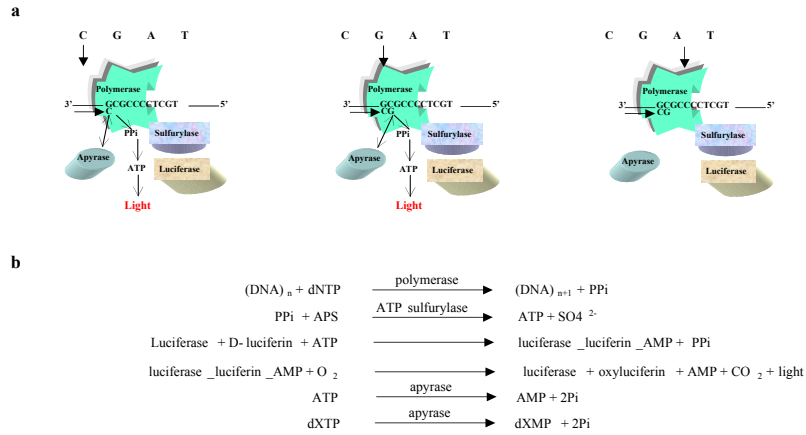 a
C G A T
C G A T
C G A T
Polymerase
Polymerase
Polymerase
3’ GCGCCCCTCGT 5’
3’ GCGCCCCTCGT 5’
3’ GCGCCCCTCGT 5’
C
CG
CG
PPi Sulfurylase
PPi Sulfurylase
Sulfurylase
Apyrase
Apyrase
Apyrase
ATP Luciferase
ATP Luciferase
Luciferase
Light
Light
b
(DNA) n + dNTP polymerase (DNA) n+1 + PPi
PPi + APS ATP sulfurylase ATP + SO4 2-
Luciferase + D- luciferin + ATP luciferase _luciferin _AMP + PPi
luciferase _luciferin _AMP + O 2 luciferase + oxyluciferin + AMP + CO 2 + light
ATP apyrase AMP + 2Pi
dXTP apyrase dXMP + 2Pi